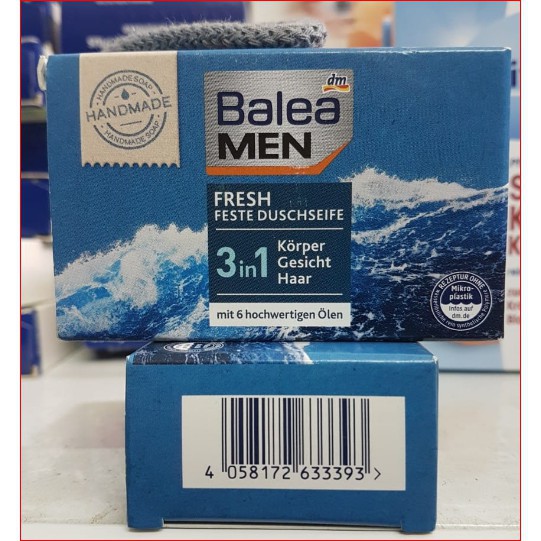 HANDMADE SOAP
HANDMADE
HANDMADE SOAP
dm
Balea
MEN
FRESH
FESTE DUSCHSEIFE
3in1
Körper
Gesicht
Haar
mit 6 hochwertigen Ölen
REZEPTUR OHNE
Mikro-
plastik
Infos auf
dm.de
4 058172 633393 >